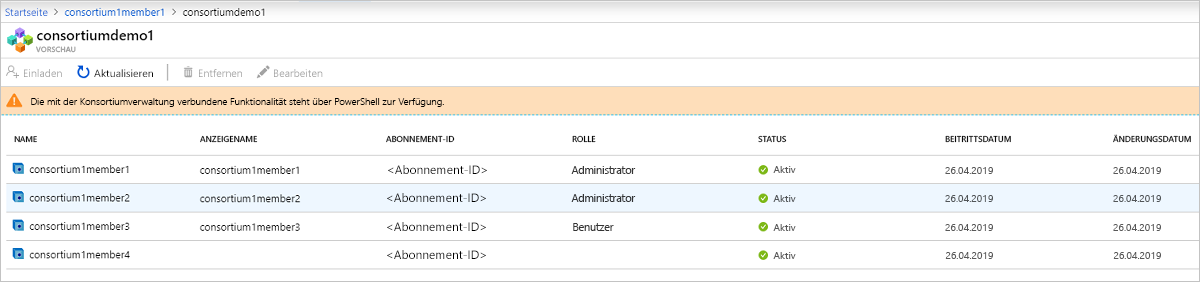 Startseite > consortium1member1 > consortiumdemo1
consortiumdemo1
VORSCHAU
Einladen Aktualisieren Entfernen Bearbeiten
Die mit der Konsortiumverwaltung verbundene Funktionalität steht über PowerShell zur Verfügung.
NAME ANZEIGENAME ABONNEMENT-ID ROLLE STATUS BEITRITTSDATUM ÄNDERUNGSDATUM
consortium1member1 consortium1member1 <Abonnement-ID> Administrator Aktiv 26.04.2019 26.04.2019
consortium1member2 consortium1member2 <Abonnement-ID> Administrator Aktiv 26.04.2019 26.04.2019
consortium1member3 consortium1member3 <Abonnement-ID> Benutzer Aktiv 26.04.2019 26.04.2019
consortium1member4 <Abonnement-ID> Aktiv 26.04.2019 26.04.2019